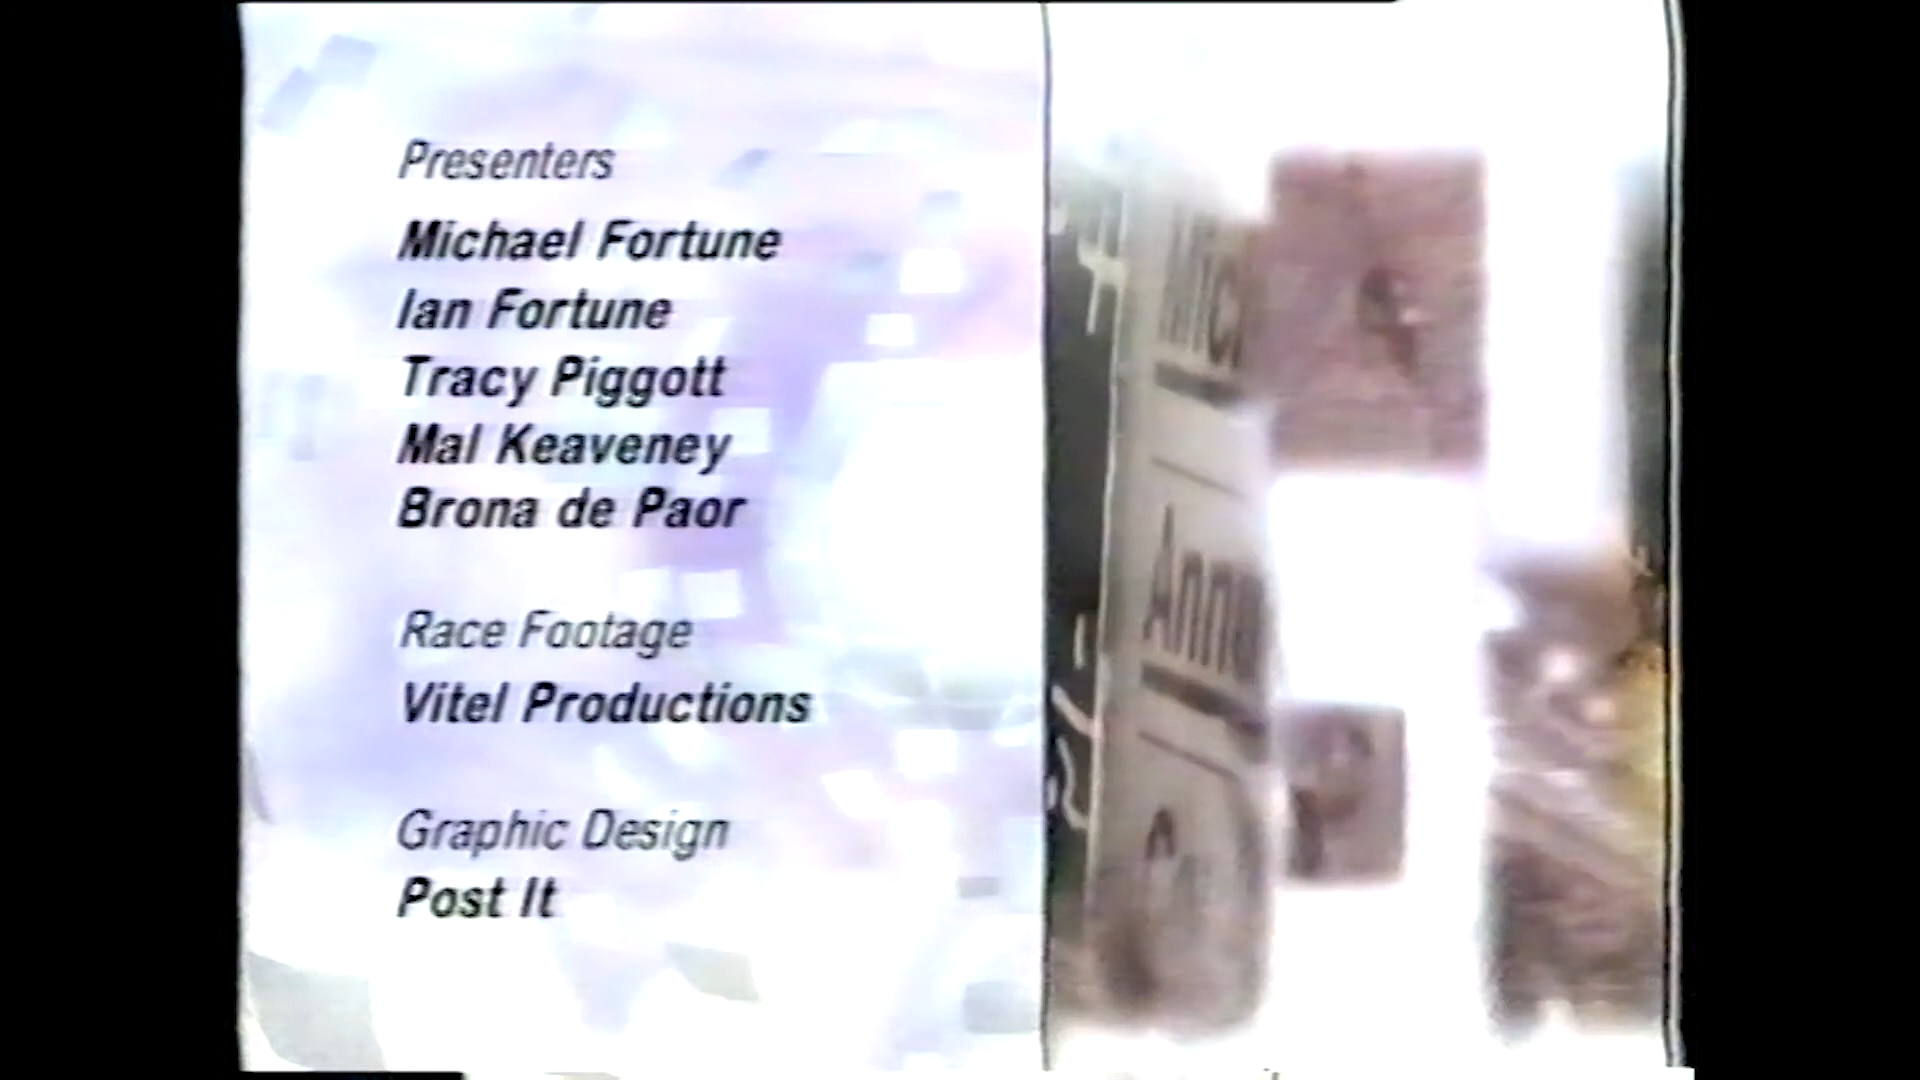 Presenters
Michael Fortune
Ian Fortune
Tracy Piggott
Mal Keaveney
Brona de Paor
Race Footage
Vitel Productions
Graphic Design
Post It